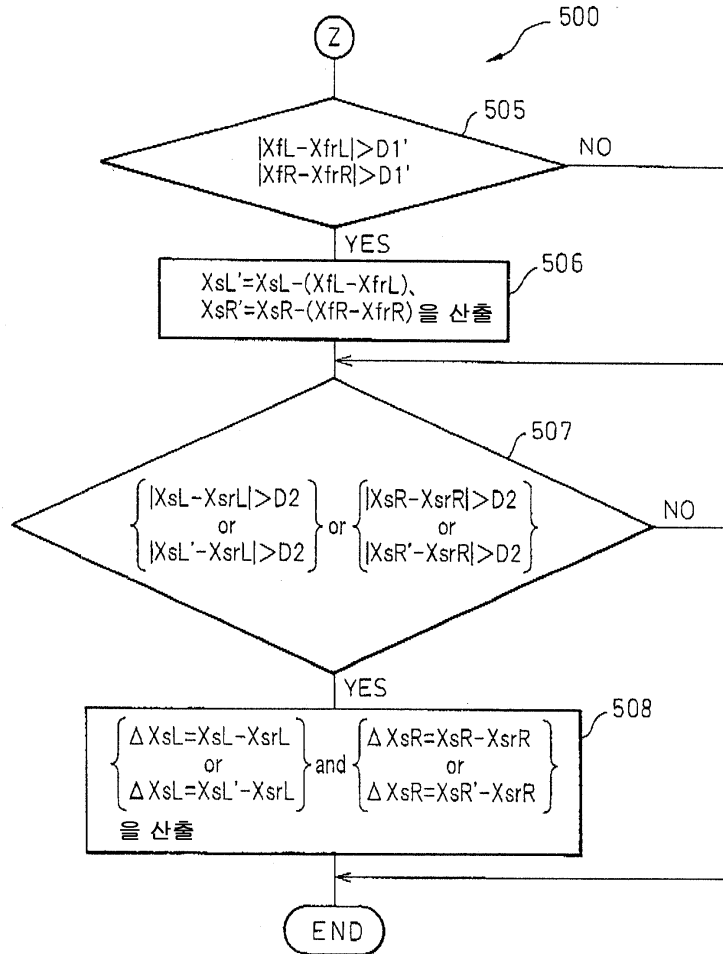 500
Z
505
|XfL-XfrL|>D1'
|XfR-XfrR|>D1'
NO
YES
506
XsL'=XsL-(XfL-XfrL)、
XsR'=XsR-(XfR-XfrR) 을 산출
507
|XsL-XsrL|>D2
or
|XsL'-XsrL|>D2
or
|XsR-XsrR|>D2
or
|XsR'-XsrR|>D2
NO
YES
508
ΔXsL=XsL-XsrL
or
ΔXsL=XsL'-XsrL
and
ΔXsR=XsR-XsrR
or
ΔXsR=XsR'-XsrR
을 산출
END